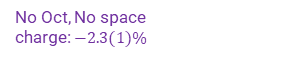 No Oct, No space
charge: −2.3(1)%